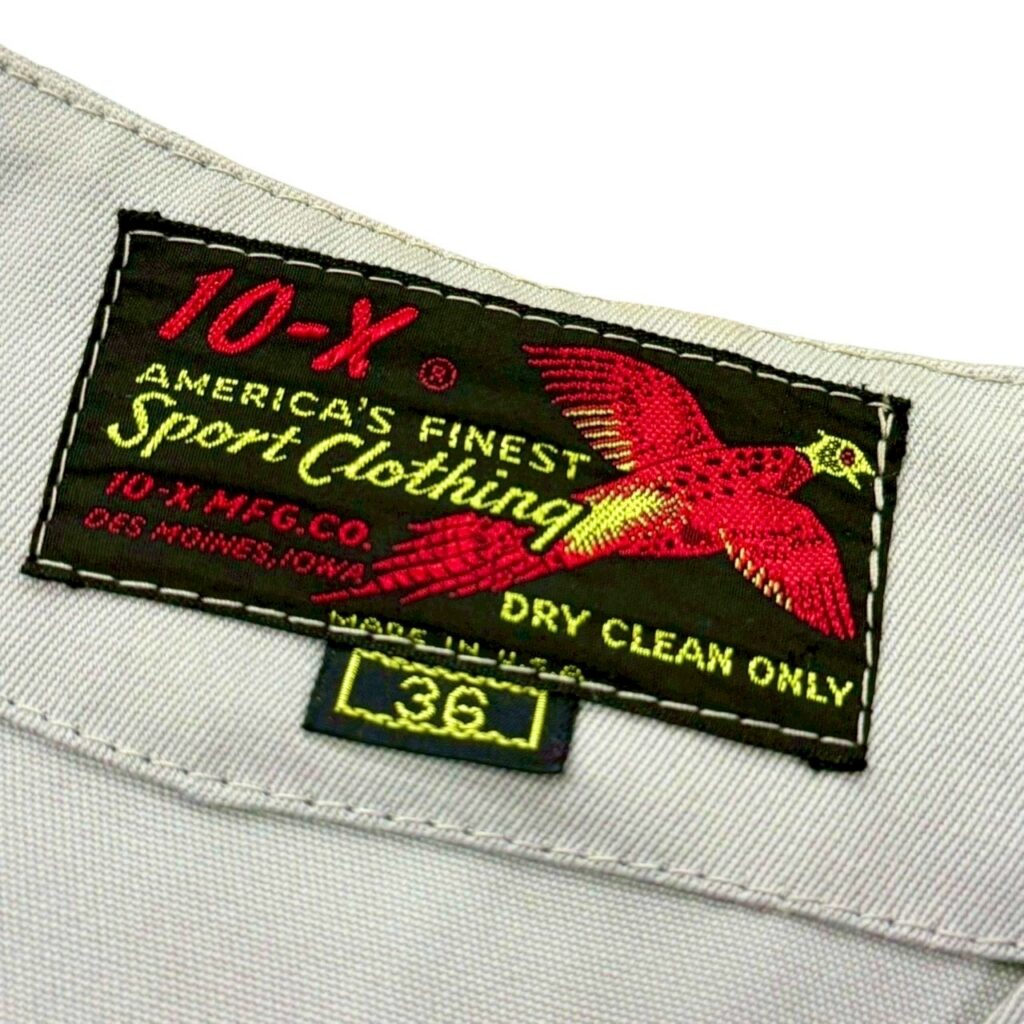 10-X ®
AMERICA'S FINEST
Sport Clothing
10-X MFG.CO.
DES MOINES, IOWA
DRY CLEAN ONLY
MADE IN U.S.A.
36